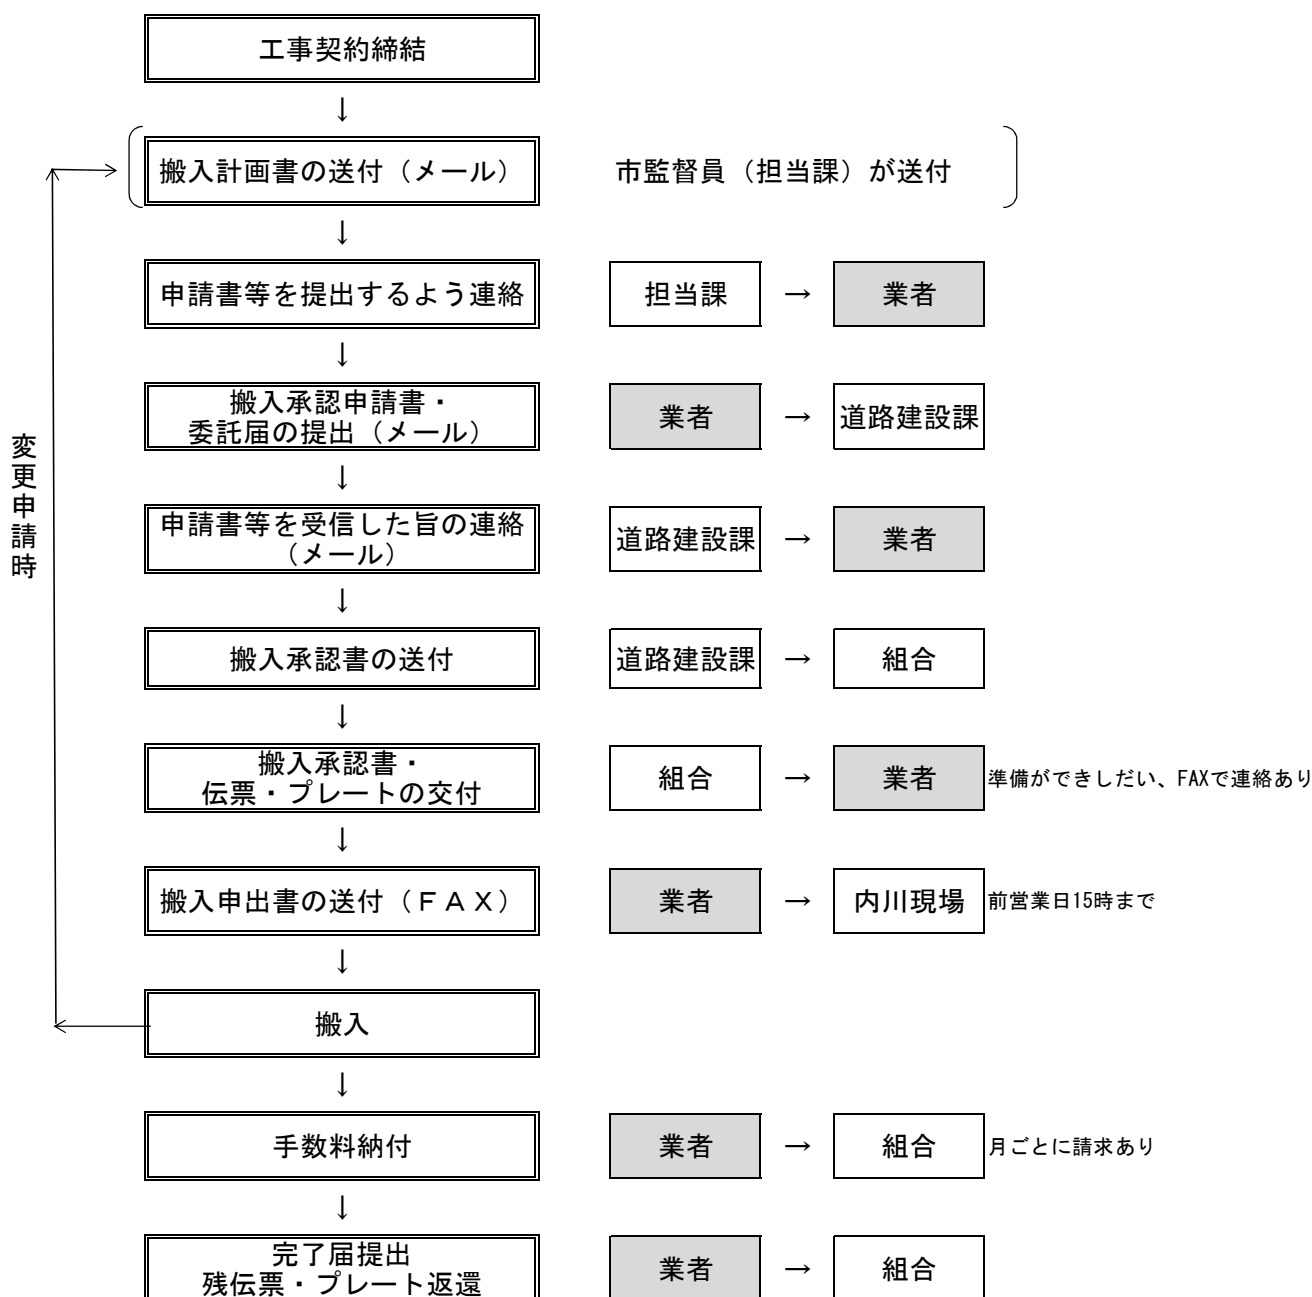 工事契約締結
↓
搬入計画書の送付（メール） 市監督員（担当課）が送付
↓
申請書等を提出するよう連絡 担当課 → 業者
↓
搬入承認申請書・
委託届の提出（メール） 業者 → 道路建設課
↓
申請書等を受信した旨の連絡
（メール） 道路建設課 → 業者
↓
搬入承認書の送付 道路建設課 → 組合
↓
搬入承認書・
伝票・プレートの交付 組合 → 業者 準備ができしだい、FAXで連絡あり
↓
搬入申出書の送付（ＦＡＸ） 業者 → 内川現場 前営業日15時まで
↓
搬入
↓
手数料納付 業者 → 組合 月ごとに請求あり
↓
完了届提出
残伝票・プレート返還 業者 → 組合
変更申請時